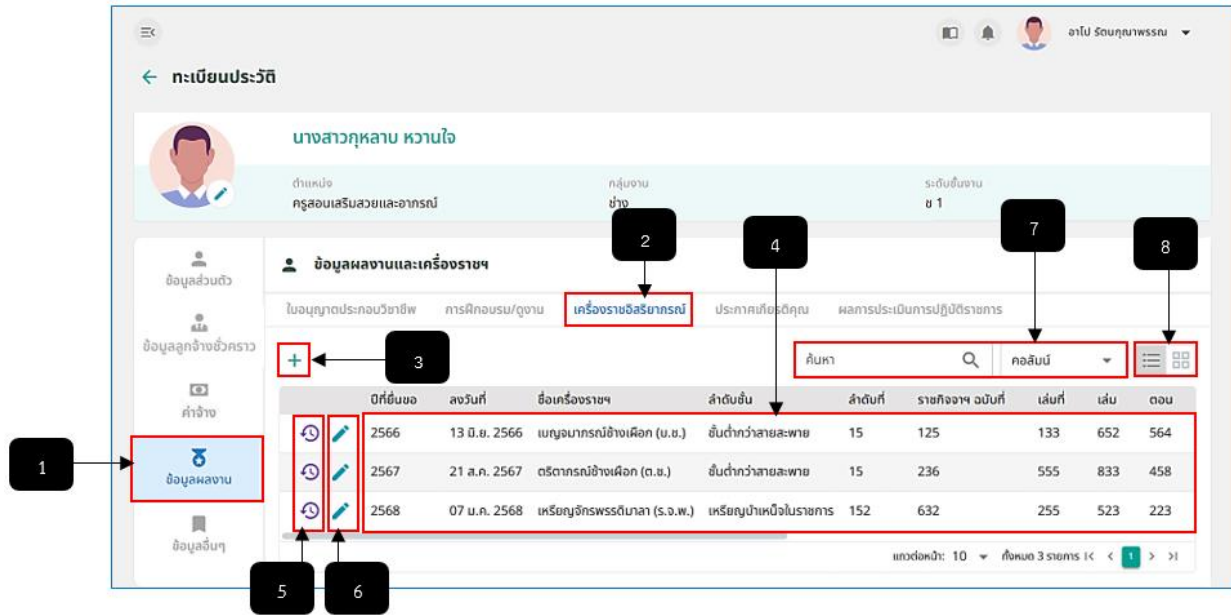 อาโป รัตนกุณาพรรณ
ทะเบียนประวัติ
นางสาวกุหลาบ หวานใจ
ตำแหน่ง กลุ่มงาน ระดับชั้นงาน
ครูสอนเสริมสวยและอาภรณ์ ช่าง ช 1
2 4 7 8
ข้อมูลส่วนตัว
ข้อมูลผลงานและเครื่องราชฯ
ใบอนุญาตประกอบวิชาชีพ การฝึกอบรม/ดูงาน เครื่องราชอิสริยาภรณ์ ประกาศเกียรติคุณ ผลการประเมินการปฏิบัติราชการ
ข้อมูลลูกจ้างชั่วคราว
3 ค้นหา คอลัมน์
ค่าจ้าง
ปีที่ยื่นขอ ลงวันที่ ชื่อเครื่องราชฯ ลำดับชั้น ลำดับที่ ราชกิจจาฯ ฉบับที่ เล่มที่ เล่ม ตอน
2566 13 มิ.ย. 2566 เบญจมาภรณ์ช้างเผือก (บ.ช.) ชั้นต่ำกว่าสายสะพาย 15 125 133 652 564
1 ข้อมูลผลงาน
2567 21 ส.ค. 2567 ตริตาภรณ์ช้างเผือก (ต.ช.) ชั้นต่ำกว่าสายสะพาย 15 236 555 833 458
2568 07 ม.ค. 2568 เหรียญจักรพรรดิมาลา (ร.จ.พ.) เหรียญบำเหน็จในราชการ 152 632 255 523 223
ข้อมูลอื่นๆ
แถวต่อหน้า: 10 ทั้งหมด 3 รายการ 1
5 6